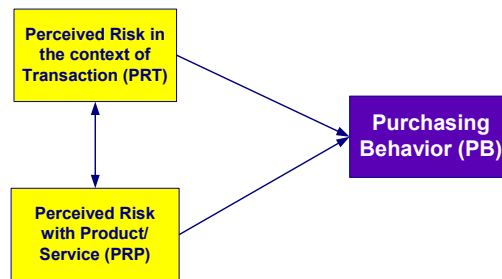 Perceived Risk in
the context of
Transaction (PRT)
Purchasing
Behavior (PB)
Perceived Risk
with Product/
Service (PRP)